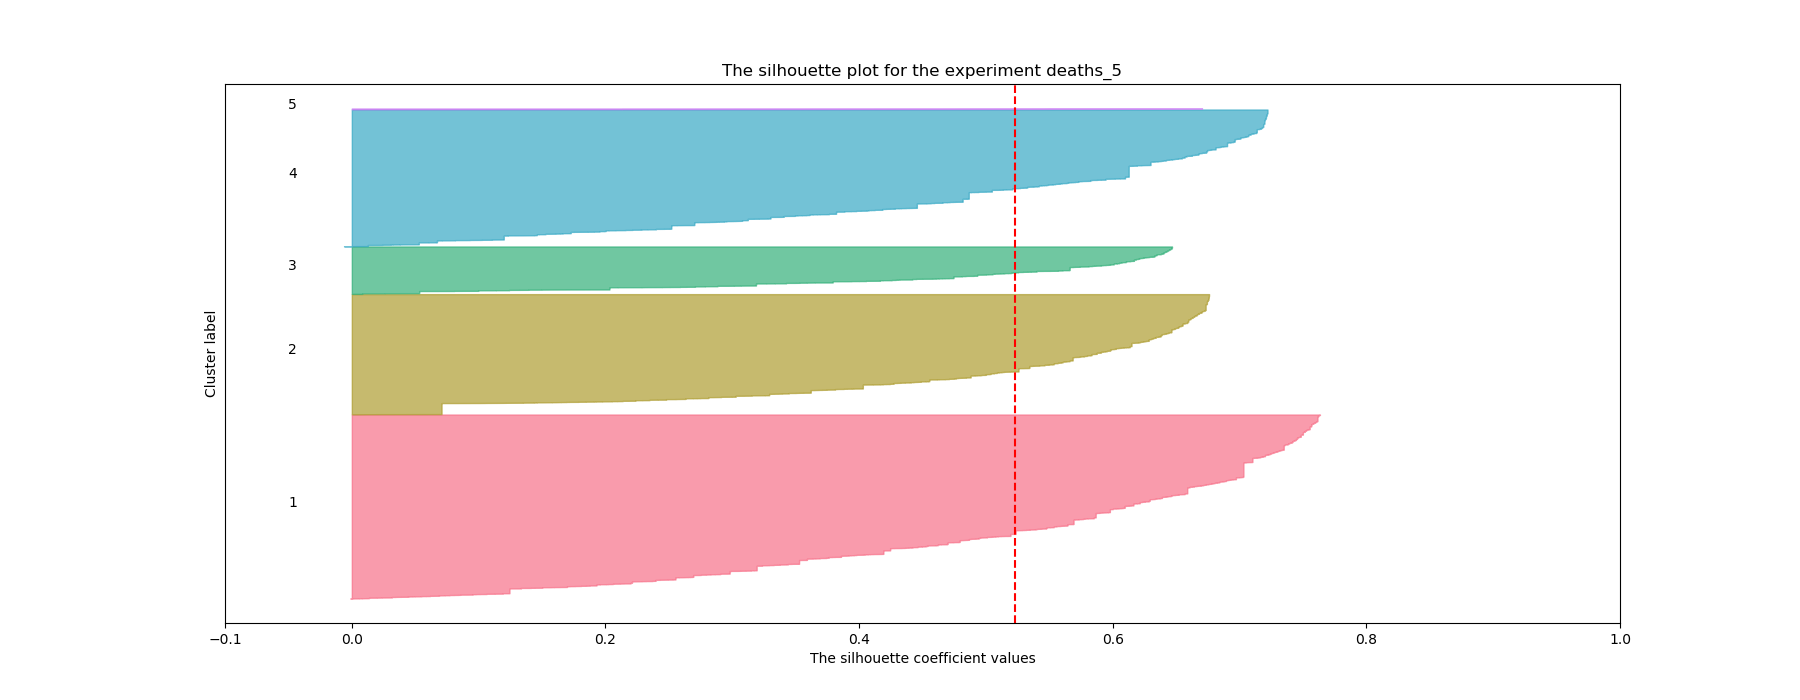 The silhouette plot for the experiment deaths_5
5
4
3
2
1
Cluster label
−0.1 0.0 0.2 0.4 0.6 0.8 1.0
The silhouette coefficient values